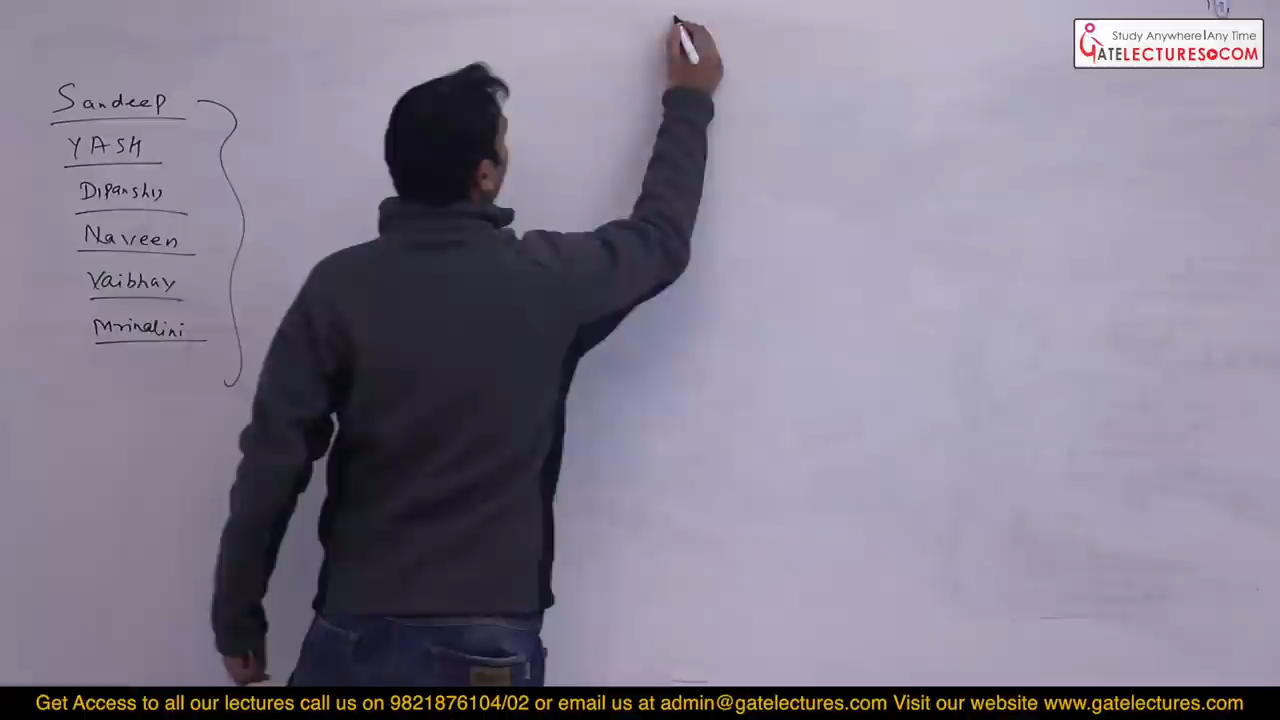 Sandeep
YASH
Dipanshu
Naveen
Vaibhav
Mrinalini
Study Anywhere|Any Time
GATELECTURES.COM
Get Access to all our lectures call us on 9821876104/02 or email us at admin@gatelectures.com Visit our website www.gatelectures.com